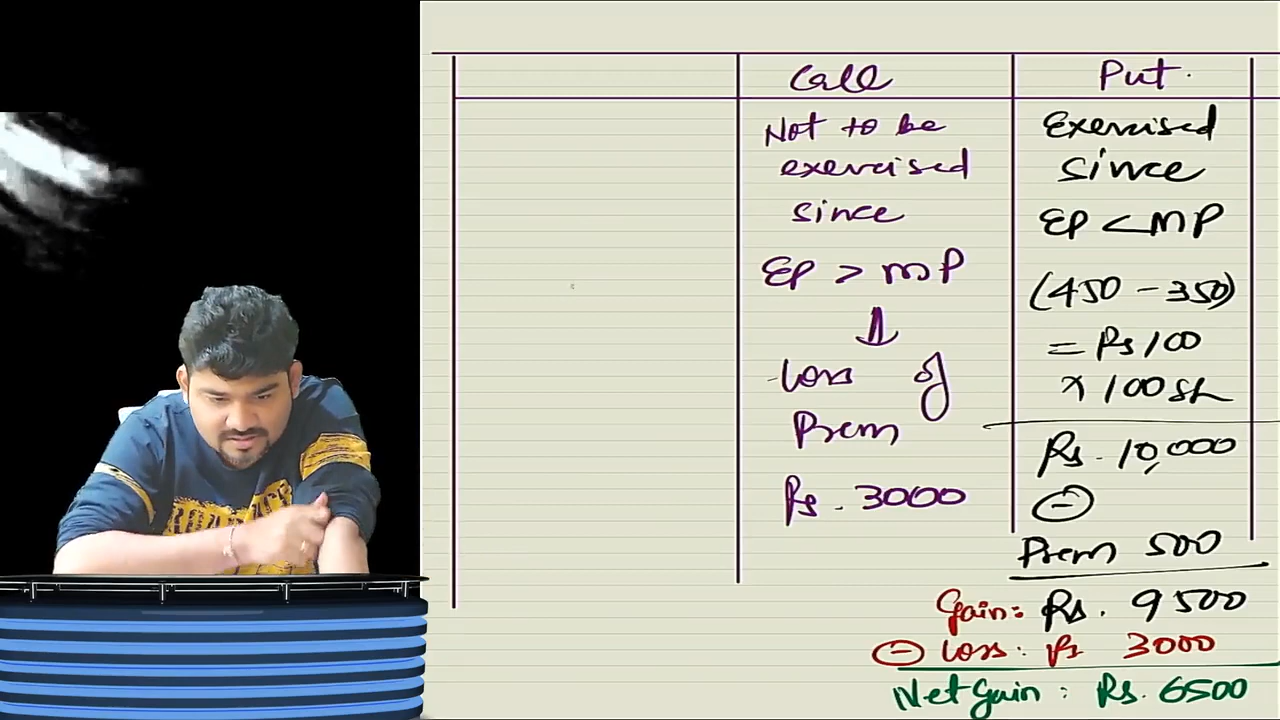 Call
Not to be
exercised
since
EP > MP
↓
Loss of
Prem
Rs. 3000
Put.
Exercised
since
EP < MP
(450 - 350)
= Rs 100
× 100 sh
Rs. 10,000
⊖
Prem 500
Gain: Rs. 9500
⊖ Loss: Rs 3000
Net Gain: Rs. 6500